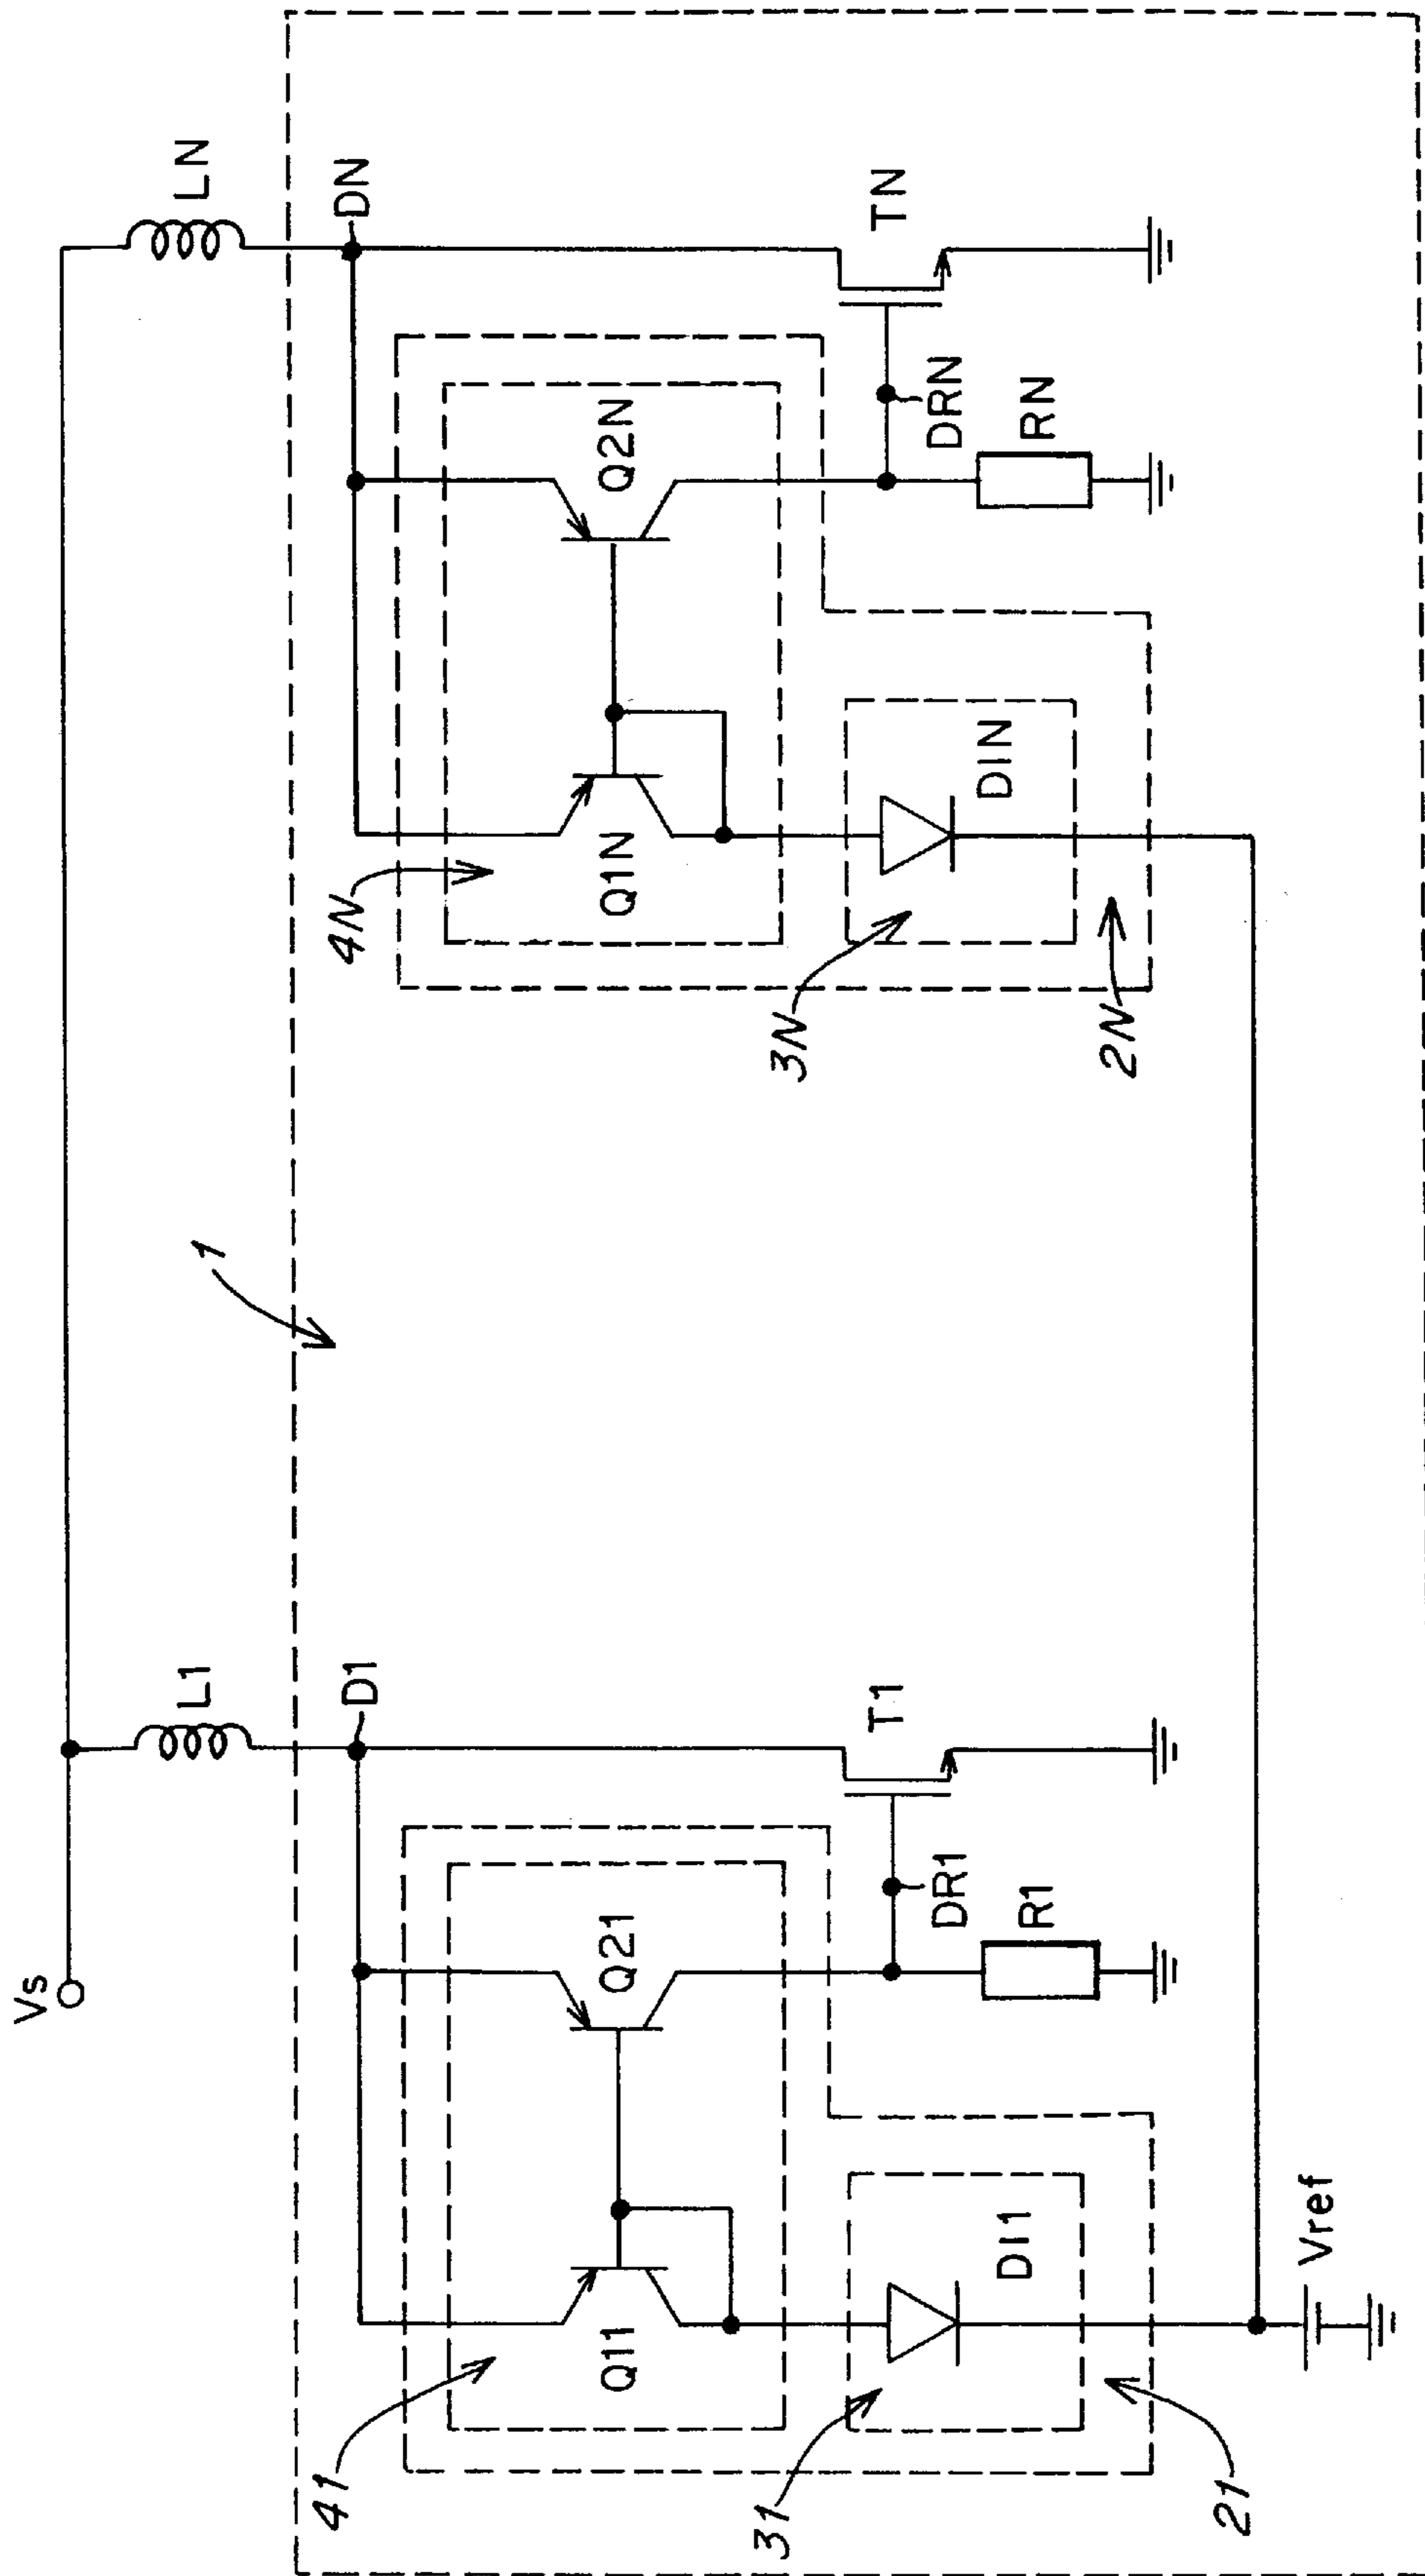 Vs
L1
LN
1
D1
DN
41
Q11
Q21
T1
DR1
R1
31
DI1
21
Vref
4N
Q1N
Q2N
TN
DRN
RN
3N
DIN
2N